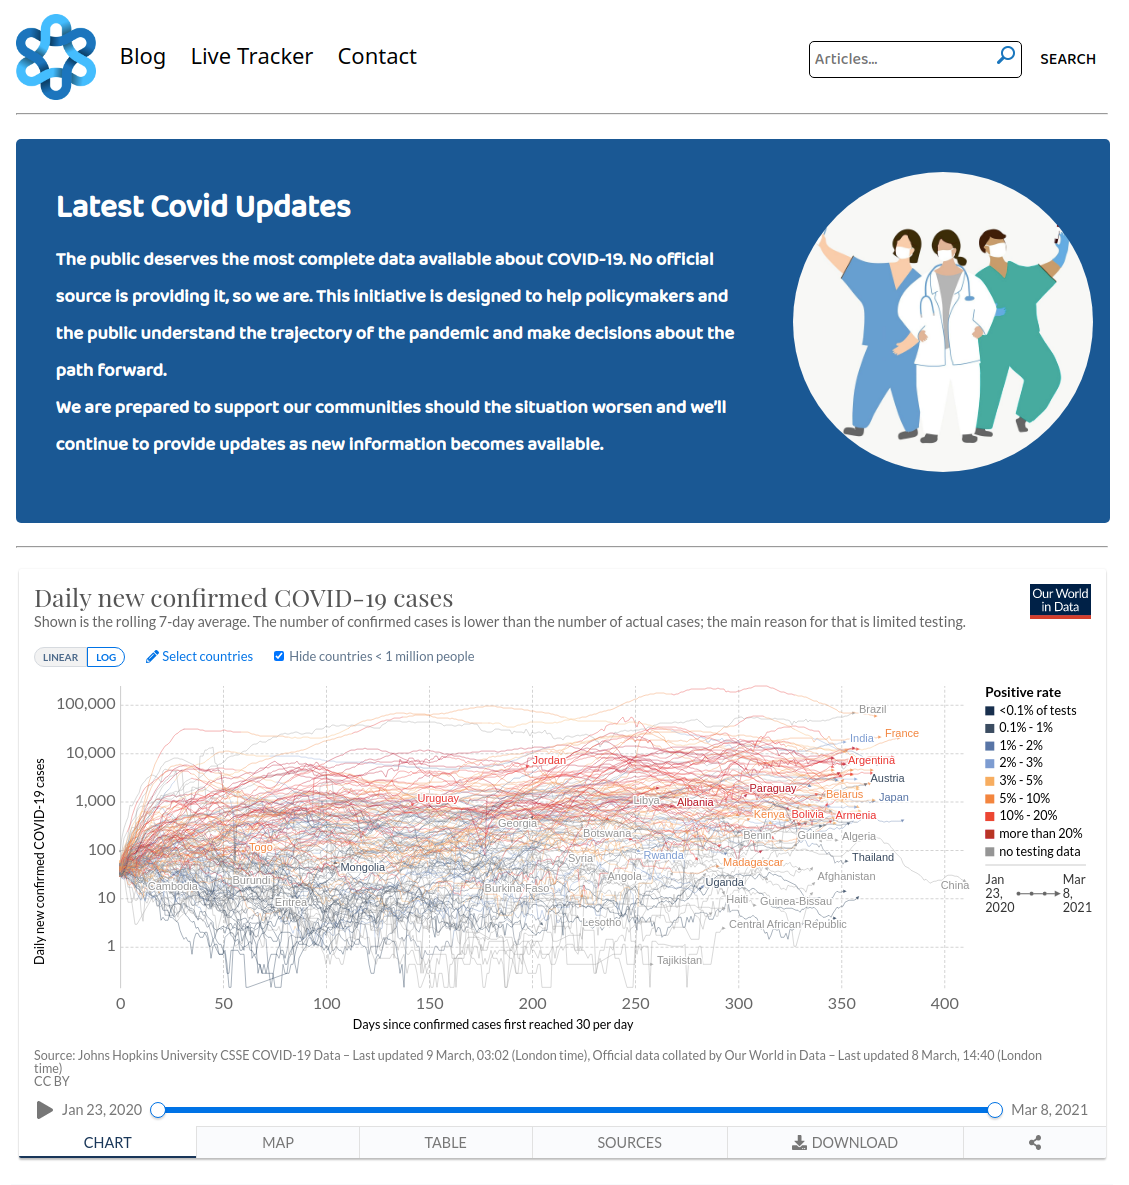 Blog Live Tracker Contact
Articles...
SEARCH
Latest Covid Updates
The public deserves the most complete data available about COVID-19. No official
source is providing it, so we are. This initiative is designed to help policymakers and
the public understand the trajectory of the pandemic and make decisions about the
path forward.
We are prepared to support our communities should the situation worsen and we'll
continue to provide updates as new information becomes available.
Daily new confirmed COVID-19 cases
Our World
in Data
Shown is the rolling 7-day average. The number of confirmed cases is lower than the number of actual cases; the main reason for that is limited testing.
LINEAR LOG Select countries Hide countries < 1 million people
Daily new confirmed COVID-19 cases
100,000
10,000
1,000
100
10
1
Brazil
France
India
Jordan
Argentina
Austria
Paraguay
Belarus
Japan
Uruguay
Libya
Albania
Kenya
Bolivia
Armenia
Georgia
Botswana
Benin
Guinea
Algeria
Togo
Syria
Rwanda
Thailand
Mongolia
Madagascar
Angola
Afghanistan
Cambodia
Burundi
Burkina Faso
Uganda
China
Eritrea
Haiti
Guinea-Bissau
Lesotho
Central African Republic
Tajikistan
0 50 100 150 200 250 300 350 400
Days since confirmed cases first reached 30 per day
Positive rate
<0.1% of tests
0.1% - 1%
1% - 2%
2% - 3%
3% - 5%
5% - 10%
10% - 20%
more than 20%
no testing data
Jan
23,
2020
Mar
8,
2021
Source: Johns Hopkins University CSSE COVID-19 Data – Last updated 9 March, 03:02 (London time), Official data collated by Our World in Data – Last updated 8 March, 14:40 (London
time)
CC BY
Jan 23, 2020
Mar 8, 2021
CHART MAP TABLE SOURCES DOWNLOAD